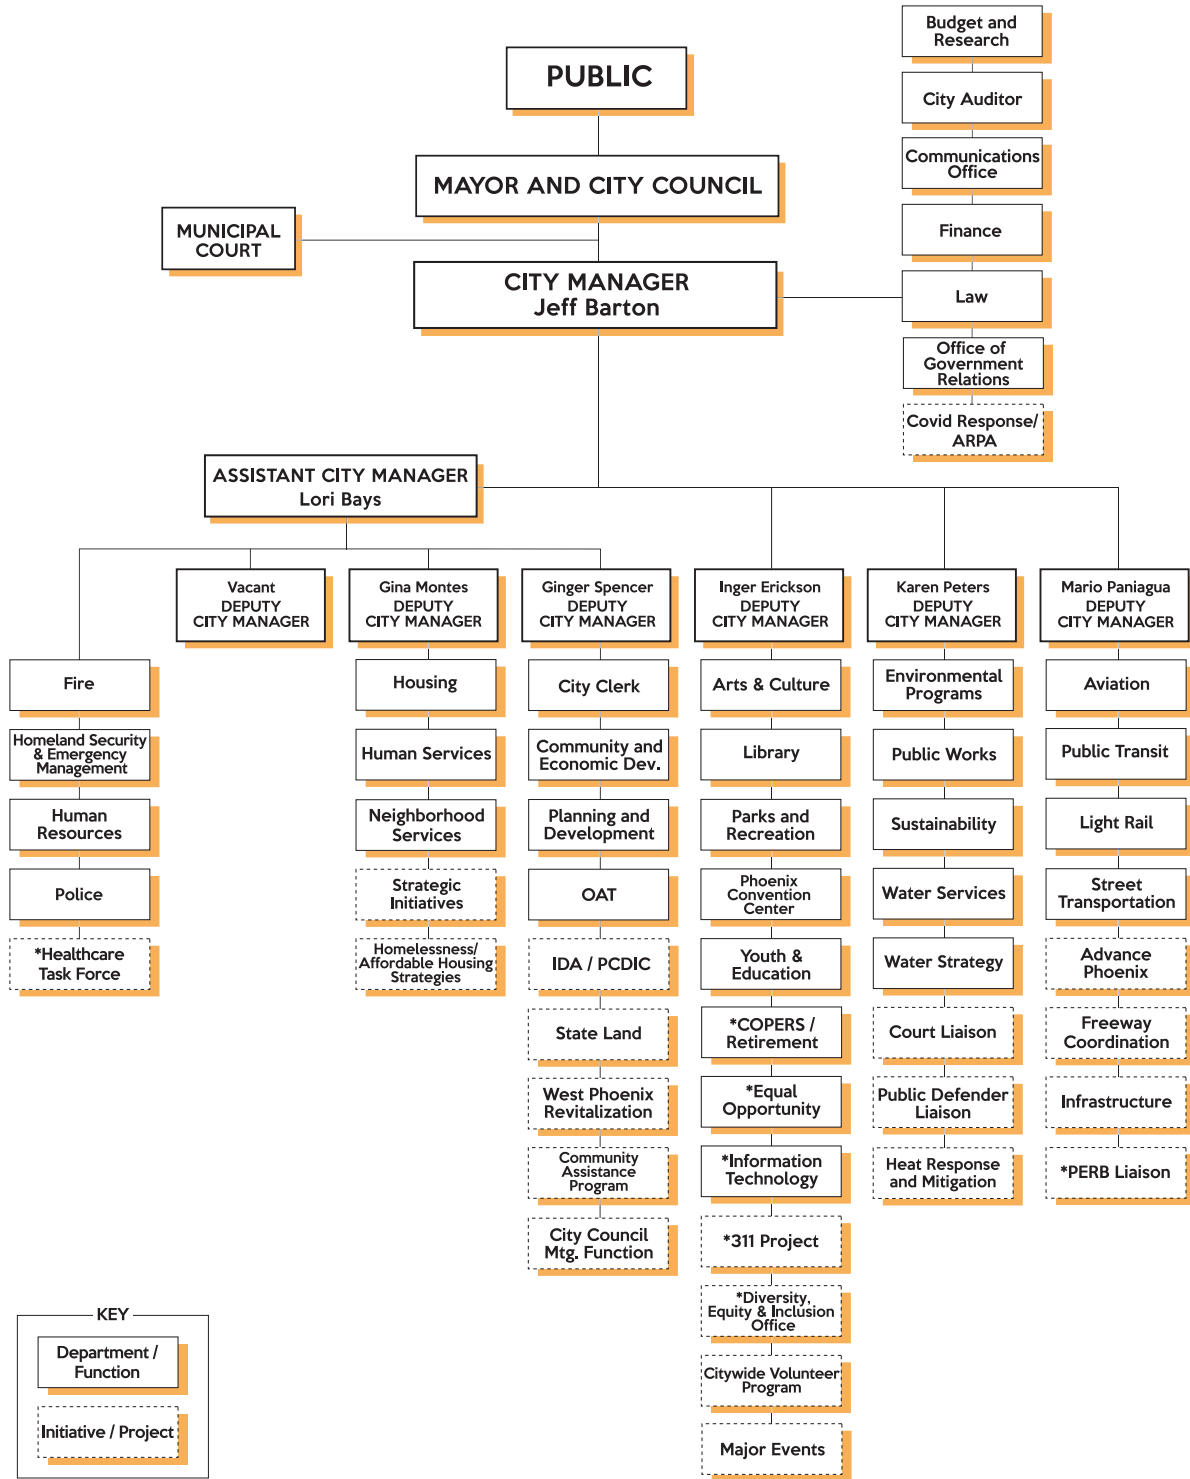 PUBLIC
MAYOR AND CITY COUNCIL
MUNICIPAL
COURT
CITY MANAGER
Jeff Barton
Budget and
Research
City Auditor
Communications
Office
Finance
Law
Office of
Government
Relations
Covid Response/
ARPA
ASSISTANT CITY MANAGER
Lori Bays
Fire
Homeland Security
& Emergency
Management
Human
Resources
Police
*Healthcare
Task Force
Vacant
DEPUTY
CITY MANAGER
Gina Montes
DEPUTY
CITY MANAGER
Housing
Human Services
Neighborhood
Services
Strategic
Initiatives
Homelessness/
Affordable Housing
Strategies
Ginger Spencer
DEPUTY
CITY MANAGER
City Clerk
Community and
Economic Dev.
Planning and
Development
OAT
IDA / PCDIC
State Land
West Phoenix
Revitalization
Community
Assistance
Program
City Council
Mtg. Function
Inger Erickson
DEPUTY
CITY MANAGER
Arts & Culture
Library
Parks and
Recreation
Phoenix
Convention
Center
Youth &
Education
*COPERS /
Retirement
*Equal
Opportunity
*Information
Technology
*311 Project
*Diversity,
Equity & Inclusion
Office
Citywide Volunteer
Program
Major Events
Karen Peters
DEPUTY
CITY MANAGER
Environmental
Programs
Public Works
Sustainability
Water Services
Water Strategy
Court Liaison
Public Defender
Liaison
Heat Response
and Mitigation
Mario Paniagua
DEPUTY
CITY MANAGER
Aviation
Public Transit
Light Rail
Street
Transportation
Advance
Phoenix
Freeway
Coordination
Infrastructure
*PERB Liaison
KEY
Department /
Function
Initiative / Project